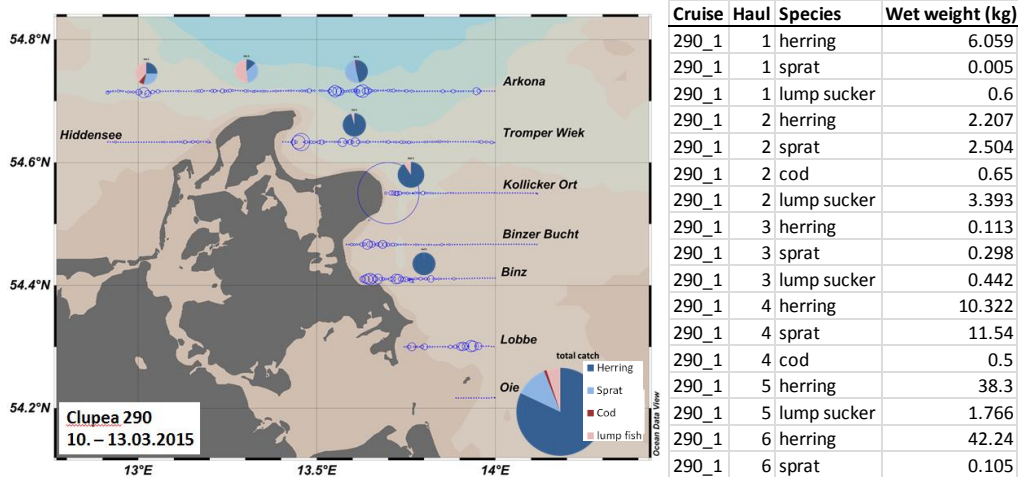 54.8°N
54.6°N
54.4°N
54.2°N
Arkona
Hiddensee
Tromper Wiek
Kollicker Ort
Binzer Bucht
Binz
Lobbe
Oie
total catch
Herring
Sprat
Cod
lump fish
Ocean Data View
Clupea 290
10. – 13.03.2015
13°E
13.5°E
14°E
Cruise Haul Species Wet weight (kg)
290_1 1 herring 6.059
290_1 1 sprat 0.005
290_1 1 lump sucker 0.6
290_1 2 herring 2.207
290_1 2 sprat 2.504
290_1 2 cod 0.65
290_1 2 lump sucker 3.393
290_1 3 herring 0.113
290_1 3 sprat 0.298
290_1 3 lump sucker 0.442
290_1 4 herring 10.322
290_1 4 sprat 11.54
290_1 4 cod 0.5
290_1 5 herring 38.3
290_1 5 lump sucker 1.766
290_1 6 herring 42.24
290_1 6 sprat 0.105